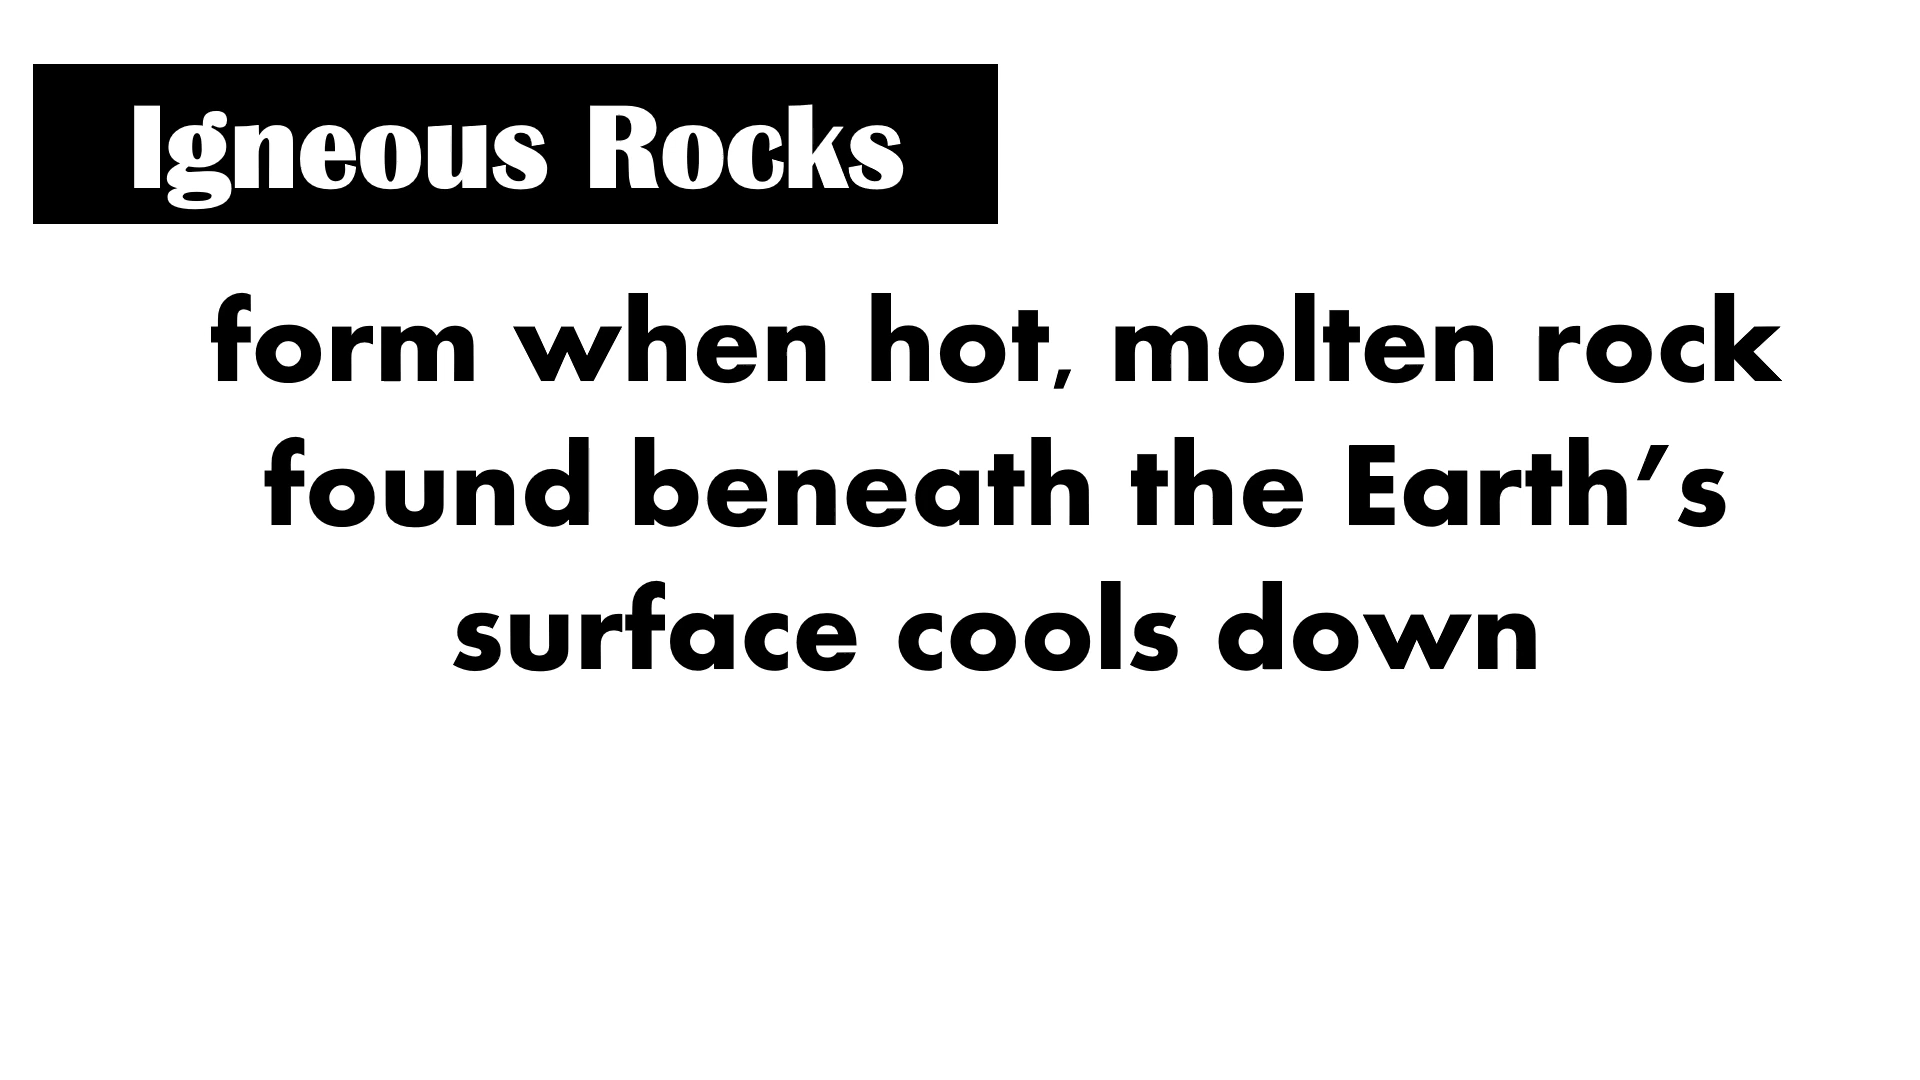 Igneous Rocks
form when hot, molten rock
found beneath the Earth’s
surface cools down